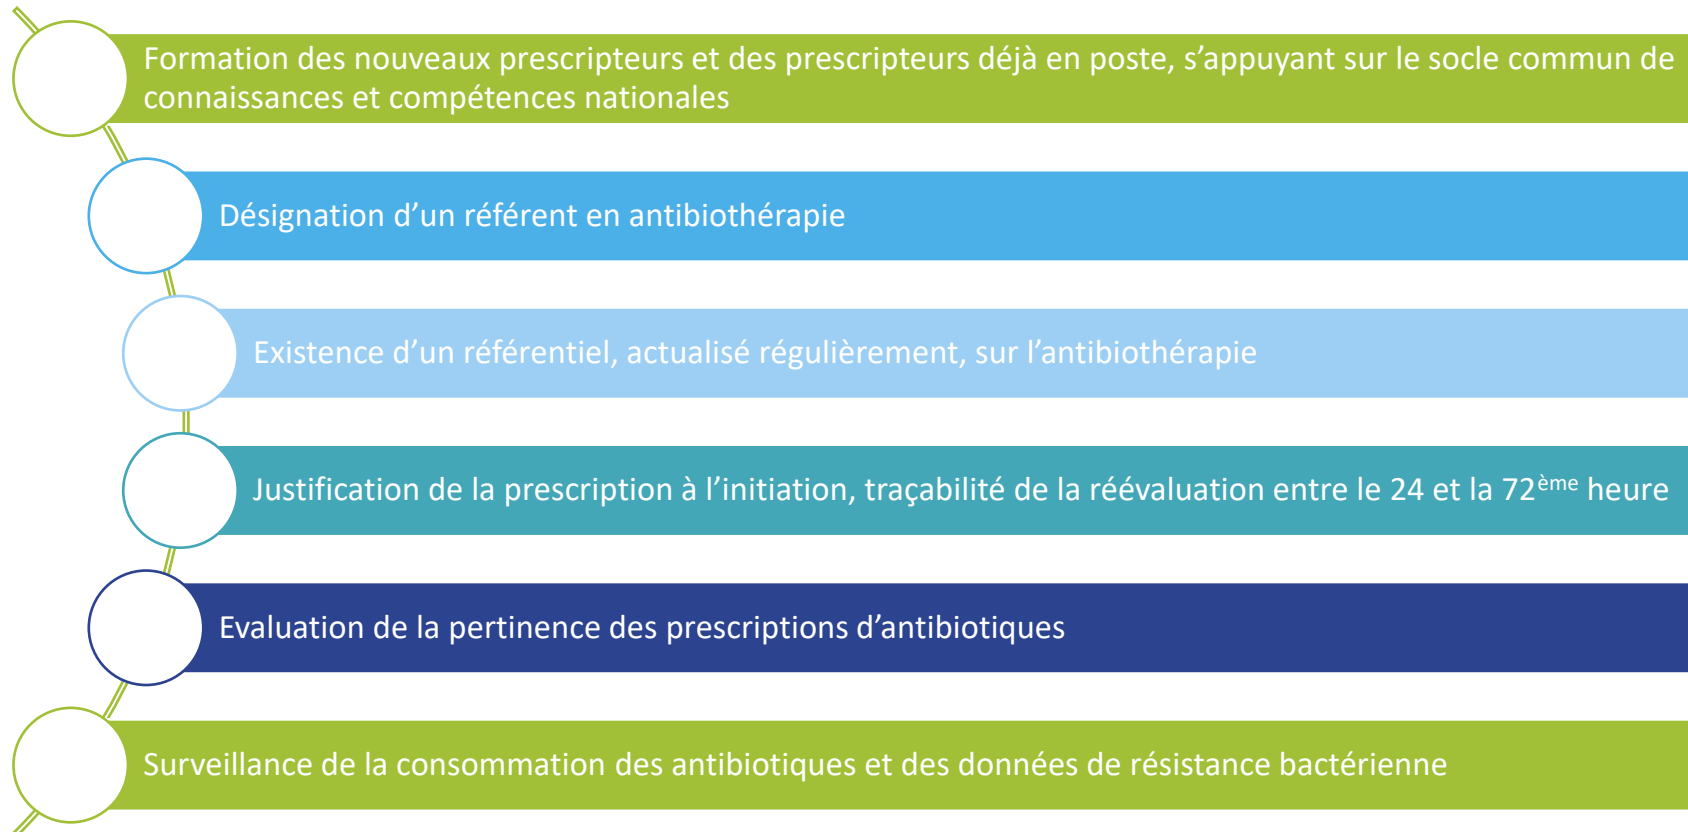 Formation des nouveaux prescripteurs et des prescripteurs déjà en poste, s’appuyant sur le socle commun de
connaissances et compétences nationales
Désignation d’un référent en antibiothérapie
Existence d’un référentiel, actualisé régulièrement, sur l’antibiothérapie
Justification de la prescription à l’initiation, traçabilité de la réévaluation entre le 24 et la 72ème heure
Evaluation de la pertinence des prescriptions d’antibiotiques
Surveillance de la consommation des antibiotiques et des données de résistance bactérienne